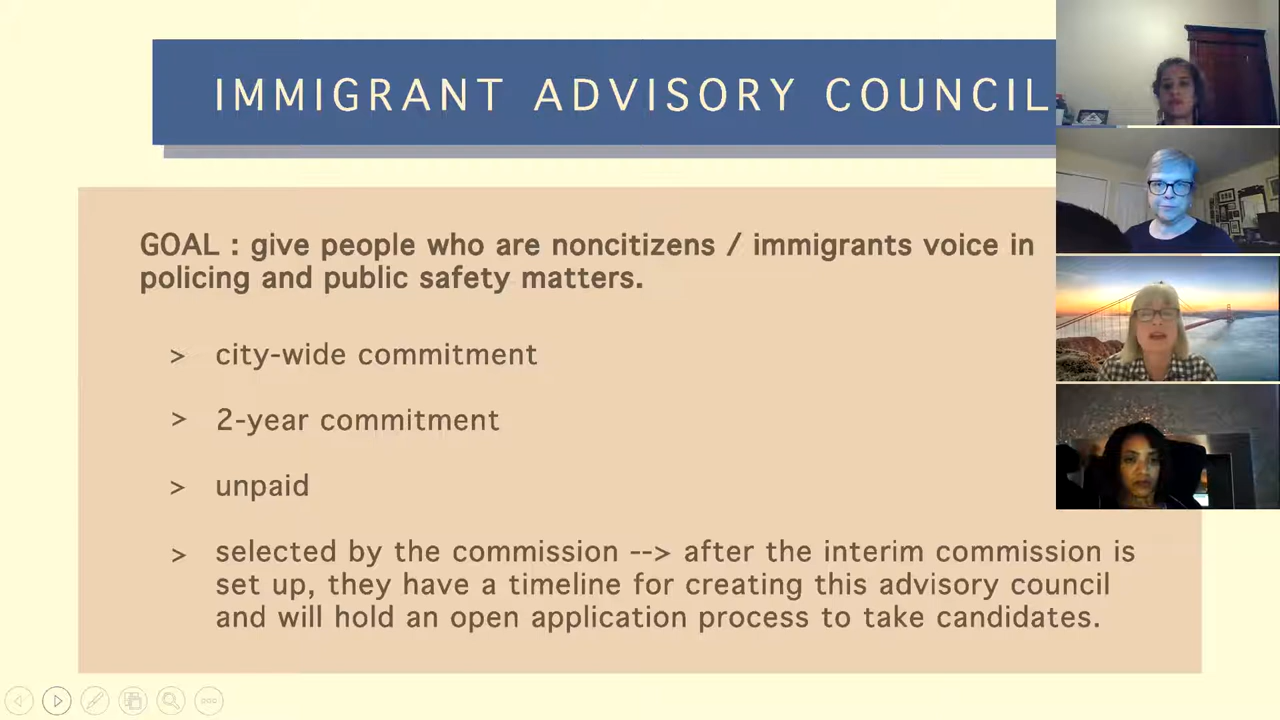 IMMIGRANT ADVISORY COUNCIL
GOAL : give people who are noncitizens / immigrants voice in
policing and public safety matters.
> city-wide commitment
> 2-year commitment
> unpaid
> selected by the commission --> after the interim commission is
set up, they have a timeline for creating this advisory council
and will hold an open application process to take candidates.